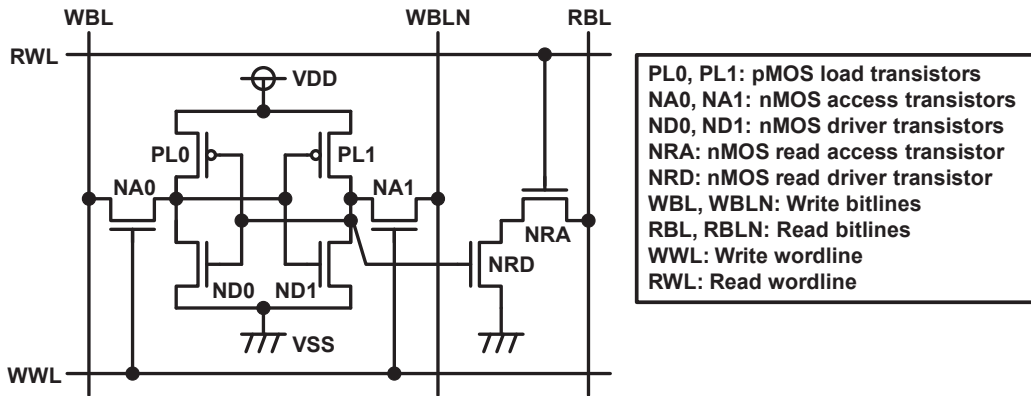 WBL
WBLN
RBL
RWL
VDD
PL0
PL1
NA0
NA1
NRA
NRD
ND0
ND1
VSS
WWL
PL0, PL1: pMOS load transistors
NA0, NA1: nMOS access transistors
ND0, ND1: nMOS driver transistors
NRA: nMOS read access transistor
NRD: nMOS read driver transistor
WBL, WBLN: Write bitlines
RBL, RBLN: Read bitlines
WWL: Write wordline
RWL: Read wordline